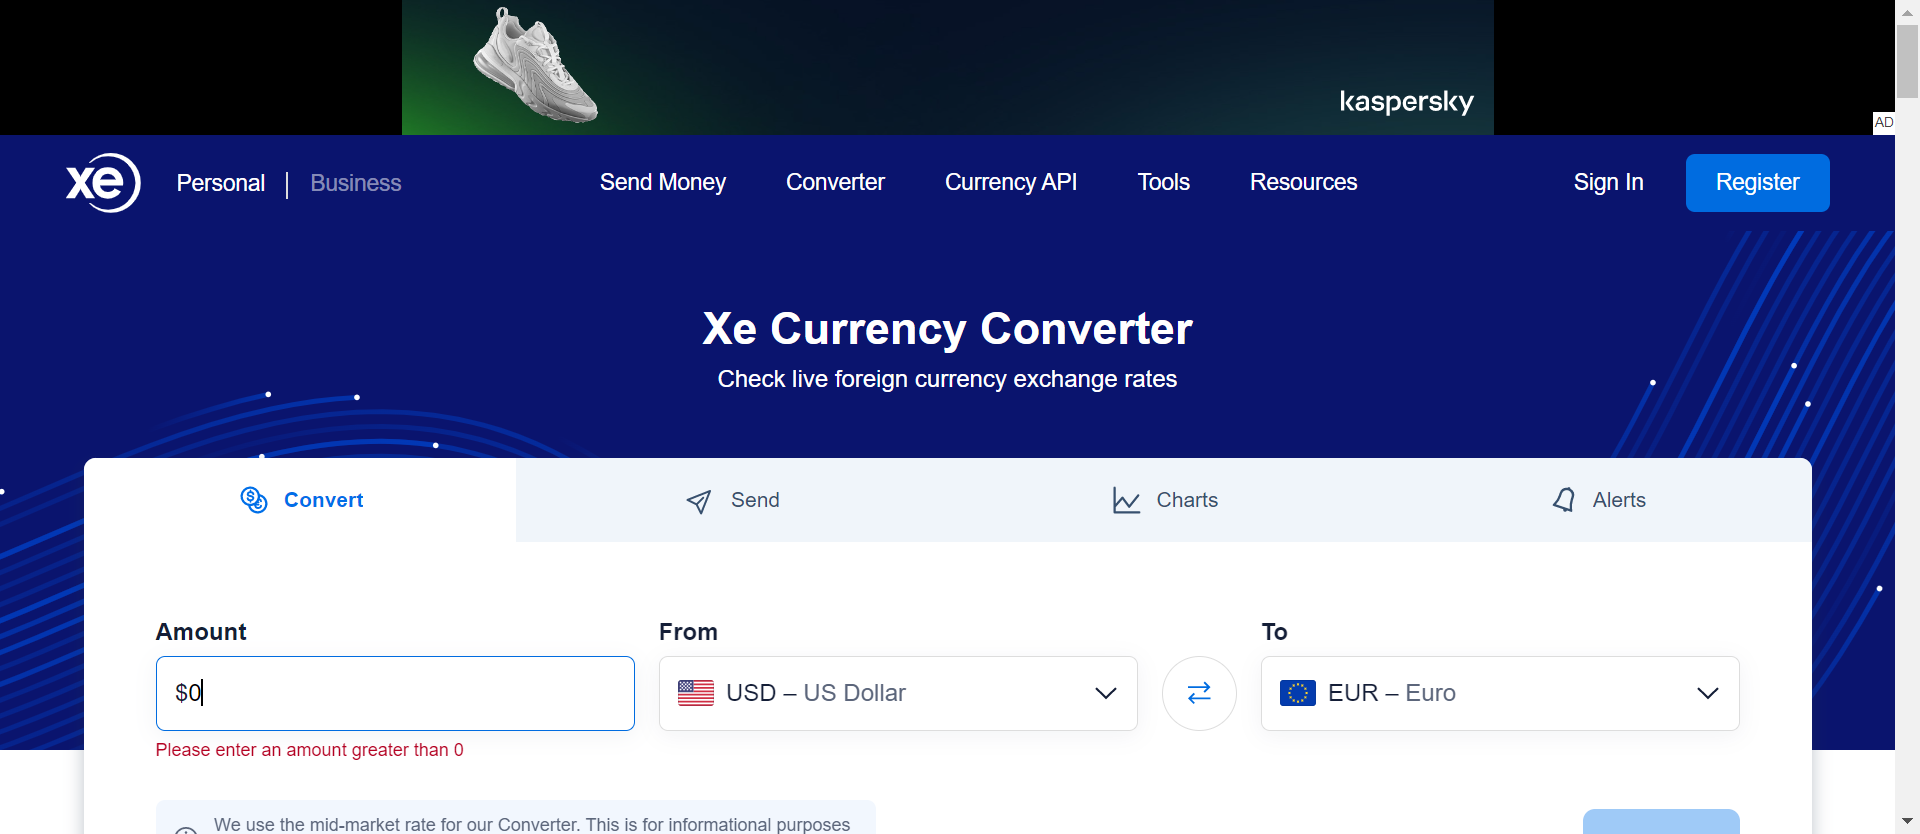 kaspersky
AD
xe Personal Business Send Money Converter Currency API Tools Resources Sign In Register
Xe Currency Converter
Check live foreign currency exchange rates
Convert Send Charts Alerts
Amount From To
$0 USD – US Dollar EUR – Euro
Please enter an amount greater than 0
We use the mid-market rate for our Converter. This is for informational purposes